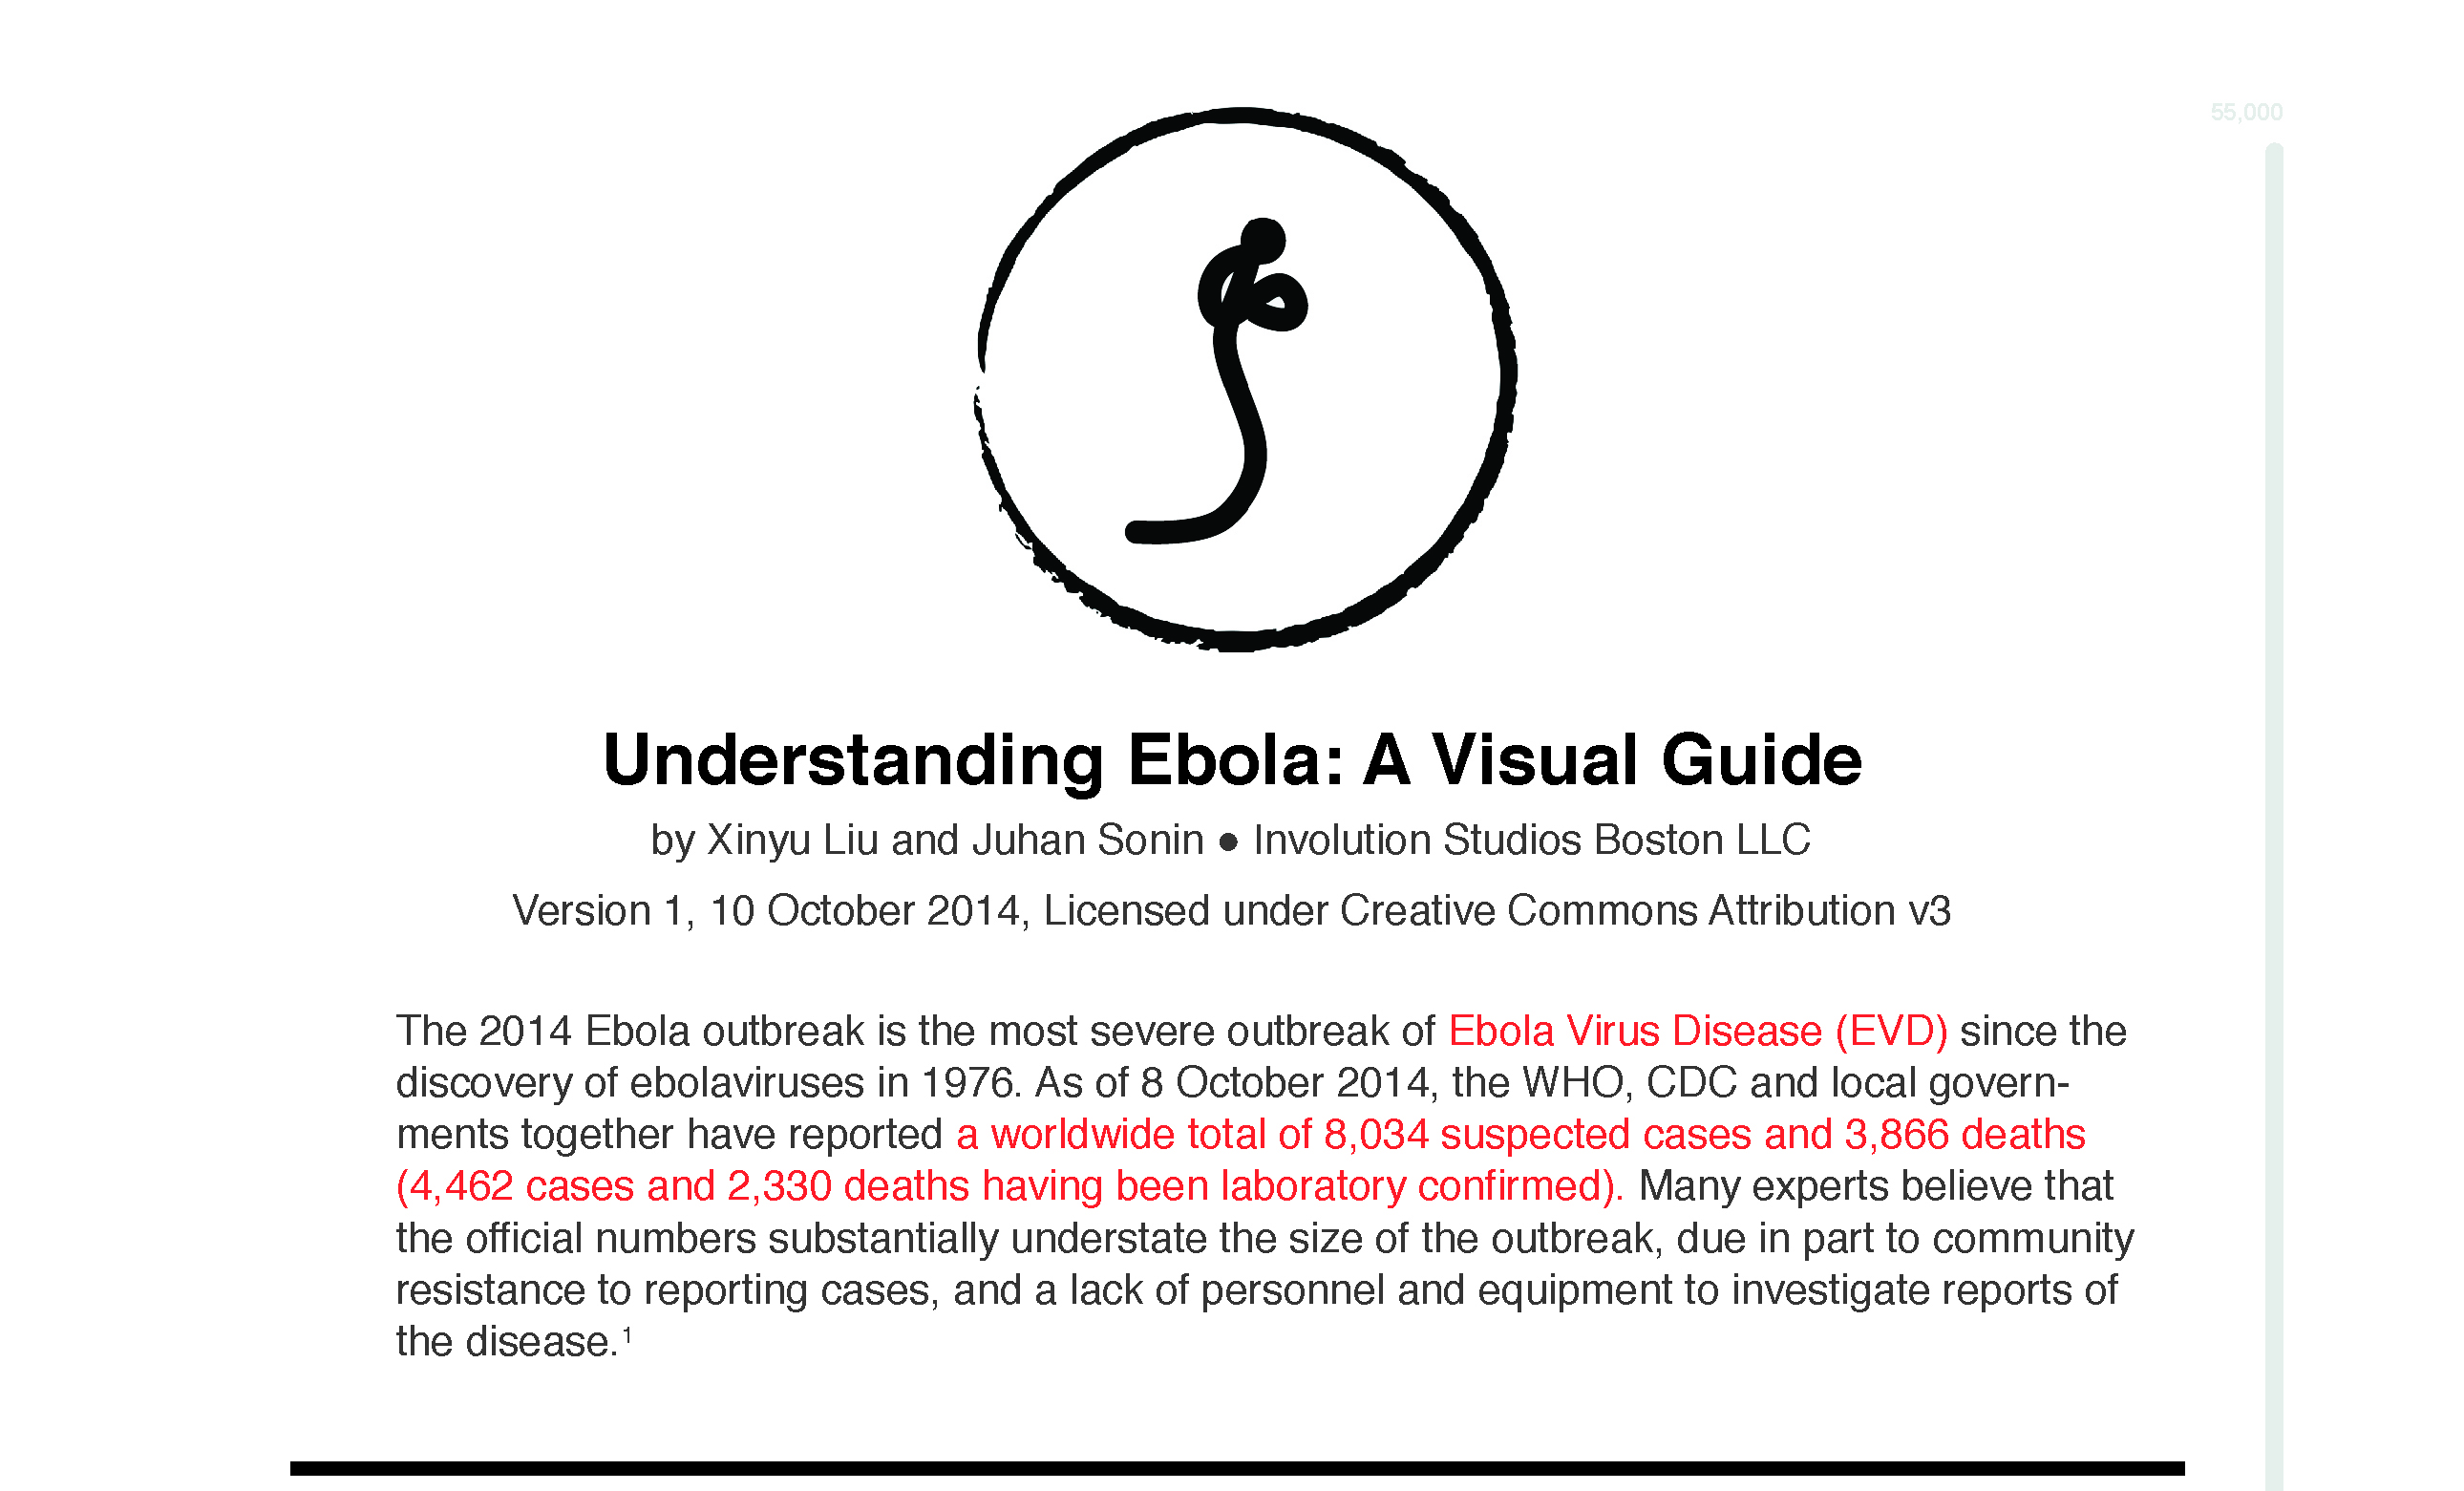 55,000
Understanding Ebola: A Visual Guide
by Xinyu Liu and Juhan Sonin ● Involution Studios Boston LLC
Version 1, 10 October 2014, Licensed under Creative Commons Attribution v3
The 2014 Ebola outbreak is the most severe outbreak of Ebola Virus Disease (EVD) since the
discovery of ebolaviruses in 1976. As of 8 October 2014, the WHO, CDC and local govern-
ments together have reported a worldwide total of 8,034 suspected cases and 3,866 deaths
(4,462 cases and 2,330 deaths having been laboratory confirmed). Many experts believe that
the official numbers substantially understate the size of the outbreak, due in part to community
resistance to reporting cases, and a lack of personnel and equipment to investigate reports of
the disease.¹